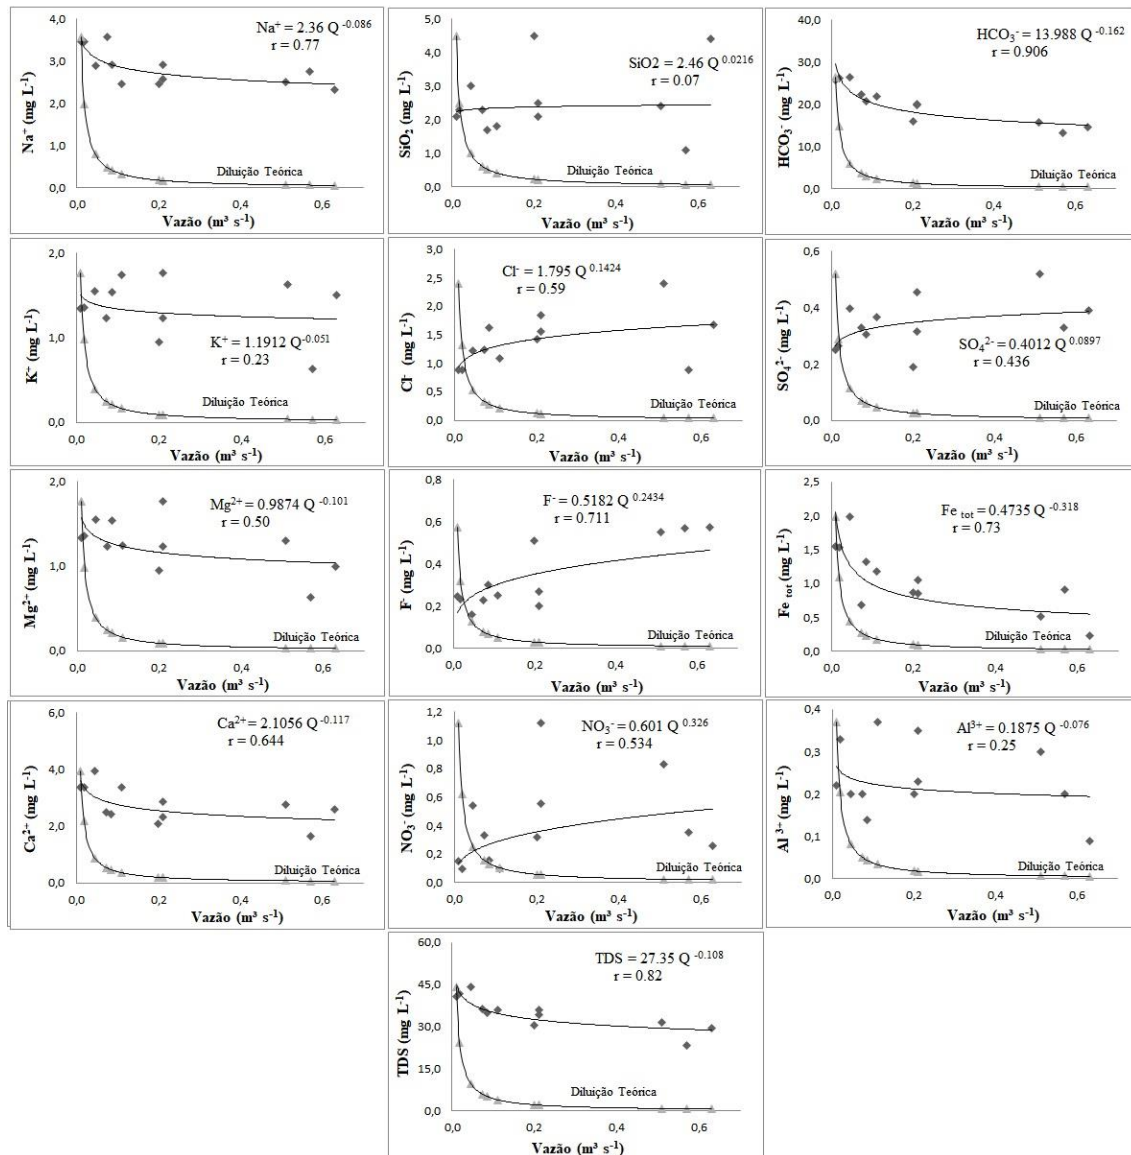 Na⁺ (mg L⁻¹)
4,0
3,0
2,0
1,0
0,0
Na⁺ = 2.36 Q ⁻⁰·⁰⁸⁶
r = 0.77
Diluição Teórica
0,0 0,2 0,4 0,6
Vazão (m³ s⁻¹)
SiO₂ (mg L⁻¹)
5,0
4,0
3,0
2,0
1,0
0,0
SiO2 = 2.46 Q ⁰·⁰²¹⁶
r = 0.07
Diluição Teórica
0,0 0,2 0,4 0,6
Vazão (m³ s⁻¹)
HCO₃⁻ (mg L⁻¹)
40,0
30,0
20,0
10,0
0,0
HCO₃⁻ = 13.988 Q⁻⁰·¹⁶²
r = 0.906
Diluição Teórica
0,0 0,2 0,4 0,6
Vazão (m³ s⁻¹)
K⁺ (mg L⁻¹)
2,0
1,0
0,0
K⁺ = 1.1912 Q⁻⁰·⁰⁵¹
r = 0.23
Diluição Teórica
0,0 0,2 0,4 0,6
Vazão (m³ s⁻¹)
Cl⁻ (mg L⁻¹)
3,0
2,5
2,0
1,5
1,0
0,5
0,0
Cl⁻ = 1.795 Q ⁰·¹⁴²⁴
r = 0.59
Diluição Teórica
0,0 0,2 0,4 0,6
Vazão (m³ s⁻¹)
SO₄²⁻ (mg L⁻¹)
0,6
0,4
0,2
0,0
SO₄²⁻ = 0.4012 Q ⁰·⁰⁸⁹⁷
r = 0.436
Diluição Teórica
0,0 0,2 0,4 0,6
Vazão (m³ s⁻¹)
Mg²⁺ (mg L⁻¹)
2,0
1,0
0,0
Mg²⁺ = 0.9874 Q ⁻⁰·¹⁰¹
r = 0.50
Diluição Teórica
0,0 0,2 0,4 0,6
Vazão (m³ s⁻¹)
F⁻ (mg L⁻¹)
0,8
0,6
0,4
0,2
0,0
F⁻ = 0.5182 Q ⁰·²⁴³⁴
r = 0.711
Diluição Teórica
0,0 0,2 0,4 0,6
Vazão (m³ s⁻¹)
Fe tot (mg L⁻¹)
2,5
2,0
1,5
1,0
0,5
0,0
Fe tot = 0.4735 Q ⁻⁰·³¹⁸
r = 0.73
Diluição Teórica
0,0 0,2 0,4 0,6
Vazão (m³ s⁻¹)
Ca²⁺ (mg L⁻¹)
6,0
4,0
2,0
0,0
Ca²⁺ = 2.1056 Q ⁻⁰·¹¹⁷
r = 0.644
Diluição Teórica
0,0 0,2 0,4 0,6
Vazão (m³ s⁻¹)
NO₃⁻ (mg L⁻¹)
1,2
1,0
0,8
0,6
0,4
0,2
0,0
NO₃⁻ = 0.601 Q ⁰·³²⁶
r = 0.534
Diluição Teórica
0,0 0,2 0,4 0,6
Vazão (m³ s⁻¹)
Al ³⁺ (mg L⁻¹)
0,4
0,3
0,2
0,1
0,0
Al³⁺ = 0.1875 Q ⁻⁰·⁰⁷⁶
r = 0.25
Diluição Teórica
0,0 0,2 0,4 0,6
Vazão (m³ s⁻¹)
TDS (mg L⁻¹)
60,0
45,0
30,0
15,0
0,0
TDS = 27.35 Q ⁻⁰·¹⁰⁸
r = 0.82
Diluição Teórica
0,0 0,2 0,4 0,6
Vazão (m³ s⁻¹)